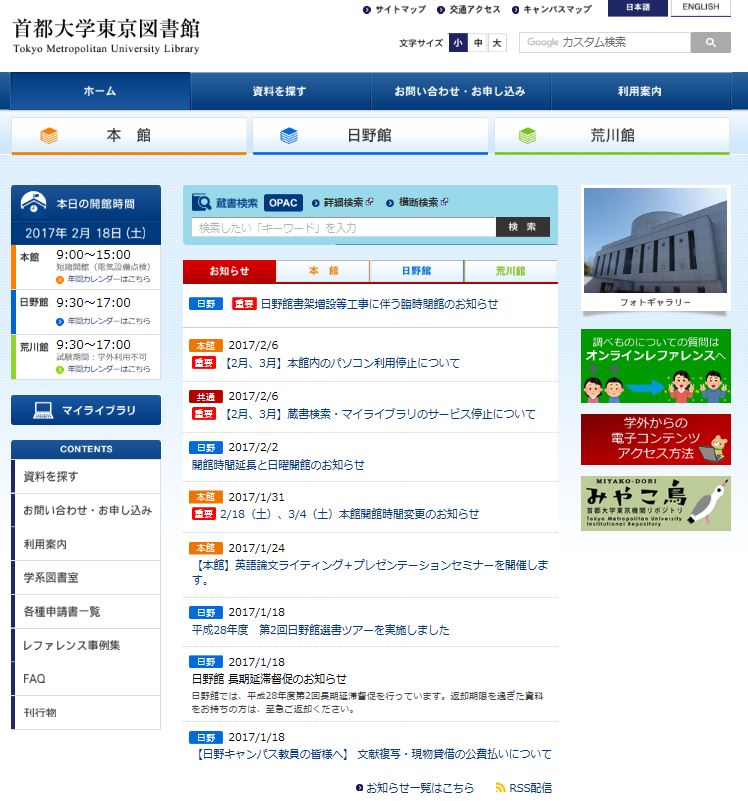 サイトマップ 交通アクセス キャンパスマップ 日本語 ENGLISH
首都大学東京図書館
Tokyo Metropolitan University Library
文字サイズ 小 中 大 Google カスタム検索
ホーム 資料を探す お問い合わせ・お申し込み 利用案内
本 館 日野館 荒川館
本日の開館時間
2017年 2月 18日 (土)
本館 9:00～15:00
短縮開館（電気設備点検）
年間カレンダーはこちら
日野館 9:30～17:00
年間カレンダーはこちら
荒川館 9:30～17:00
試験期間：学外利用不可
年間カレンダーはこちら
マイライブラリ
CONTENTS
資料を探す
お問い合わせ・お申し込み
利用案内
学系図書室
各種申請書一覧
レファレンス事例集
FAQ
刊行物
蔵書検索 OPAC 詳細検索 横断検索
検索したい「キーワード」を入力 検 索
お知らせ 本 館 日野館 荒川館
日野 重要 日野館書架増設等工事に伴う臨時閉館のお知らせ
本館 2017/2/6
重要 【2月、3月】本館内のパソコン利用停止について
共通 2017/2/6
重要 【2月、3月】蔵書検索・マイライブラリのサービス停止について
日野 2017/2/2
開館時間延長と日曜開館のお知らせ
本館 2017/1/31
重要 2/18（土）、3/4（土）本館開館時間変更のお知らせ
本館 2017/1/24
【本館】英語論文ライティング＋プレゼンテーションセミナーを開催しま
す。
日野 2017/1/18
平成28年度　第2回日野館選書ツアーを実施しました
日野 2017/1/18
日野館 長期延滞督促のお知らせ
日野館では、平成28年度第2回長期延滞督促を行っています。返却期限を過ぎた資料
をお持ちの方は、至急ご返却ください。
日野 2017/1/18
【日野キャンパス教員の皆様へ】 文献複写・現物貸借の公費払いについて
お知らせ一覧はこちら RSS配信
フォトギャラリー
調べものについての質問は
オンラインレファレンスへ
学外からの
電子コンテンツ
アクセス方法
MIYAKO-DORI
みやこ鳥
首都大学東京機関リポジトリ
Tokyo Metropolitan University
Institutional Repository